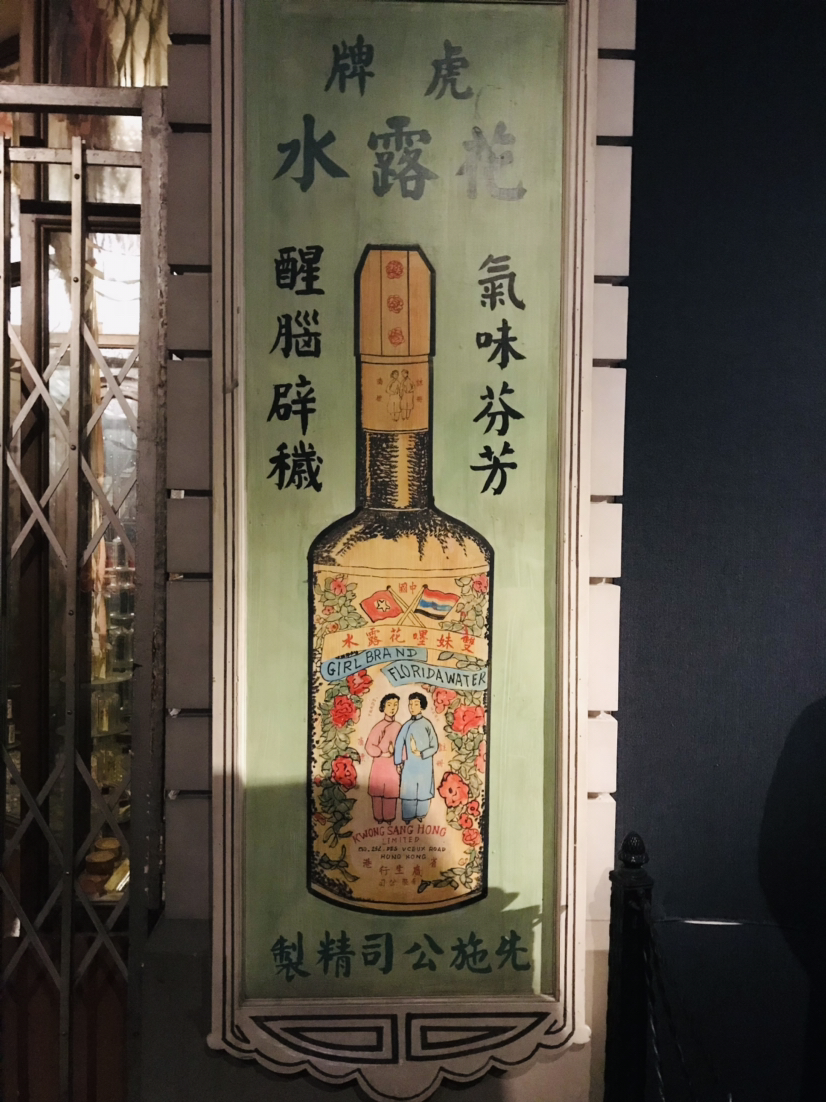 虎牌
花露水
氣味芬芳
醒腦辟穢
中國
雙妹嚜花露水
GIRL BRAND
FLORIDA WATER
KWONG SANG HONG
LIMITED
ROAD
HONG KONG
廣生行
先施公司精製